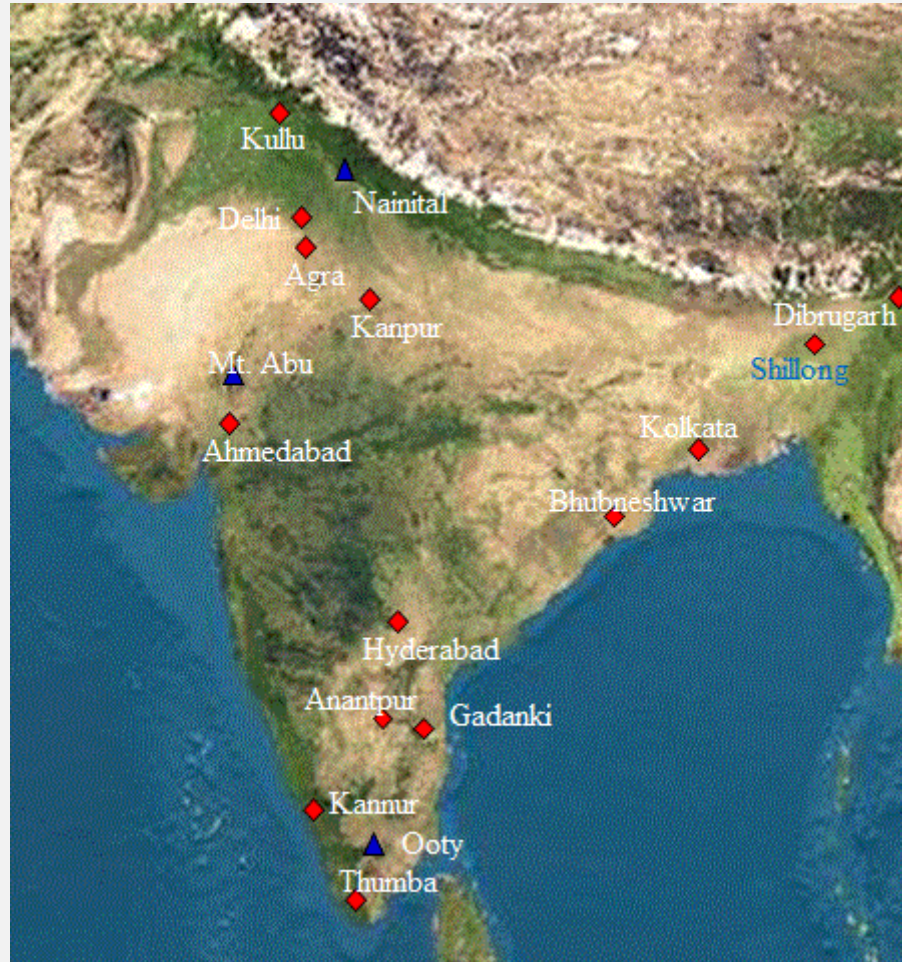 Kullu
Nainital
Delhi
Agra
Dibrugarh
Kanpur
Mt. Abu
Shillong
Kolkata
Ahmedabad
Bhubneshwar
Hyderabad
Anantpur
Gadanki
Kannur
Ooty
Thumba